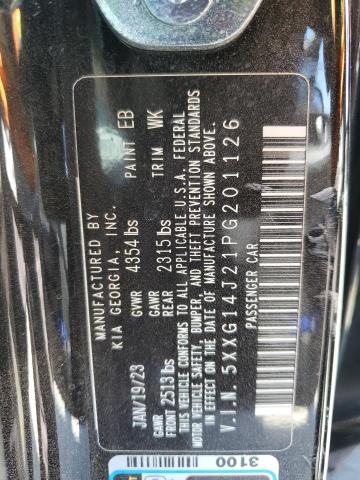 MANUFACTURED BY
KIA GEORGIA, INC.
PAINT EB
JAN/19/23 GVWR 4354 lbs
TRIM WK
GAWR FRONT 2513 lbs GAWR REAR 2315 lbs
THIS VEHICLE CONFORMS TO ALL APPLICABLE U.S.A. FEDERAL
MOTOR VEHICLE SAFETY, BUMPER, AND THEFT PREVENTION STANDARDS
IN EFFECT ON THE DATE OF MANUFACTURE SHOWN ABOVE.
V.I.N. 5XXG14J21PG201126
PASSENGER CAR
3100